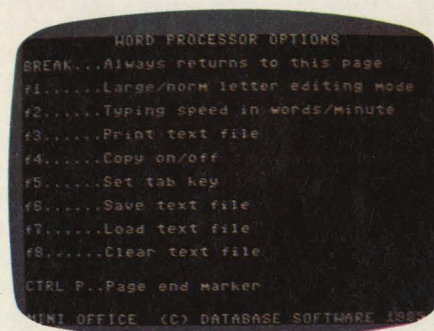 WORD PROCESSOR OPTIONS
BREAK...Always returns to this page
f1......Large/norm letter editing mode
f2......Typing speed in words/minute
f3......Print text file
f4......Copy on/off
f5......Set tab key
f6......Save text file
f7......Load text file
f8......Clear text file
CTRL P..Page end marker
MINI OFFICE (C) DATABASE SOFTWARE